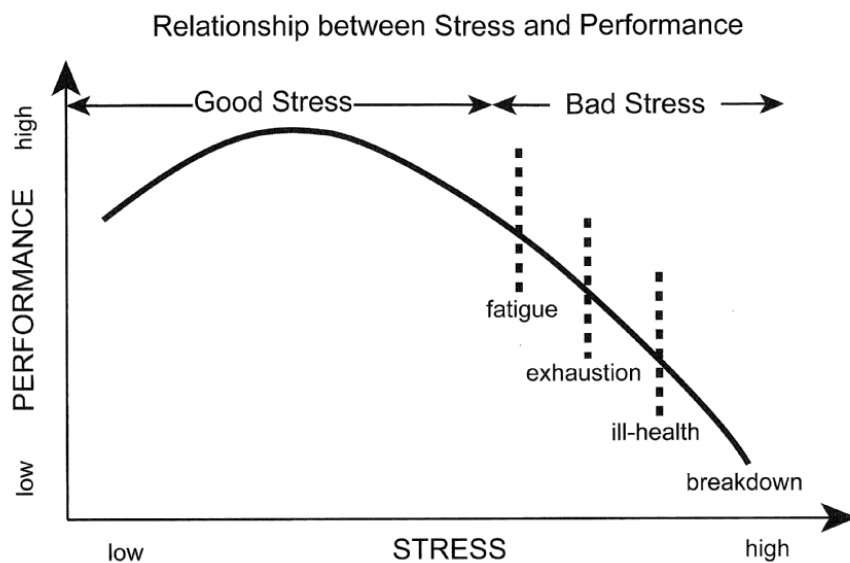 Relationship between Stress and Performance
Good Stress
Bad Stress
high
PERFORMANCE
low
fatigue
exhaustion
ill-health
breakdown
low
STRESS
high